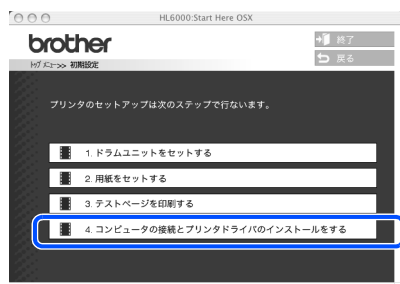 HL6000:Start Here OSX
brother
終了
トップメニュー>> 初期設定
戻る
プリンタのセットアップは次のステップで行ないます。
1. ドラムユニットをセットする
2. 用紙をセットする
3. テストページを印刷する
4. コンピュータの接続とプリンタドライバのインストールをする